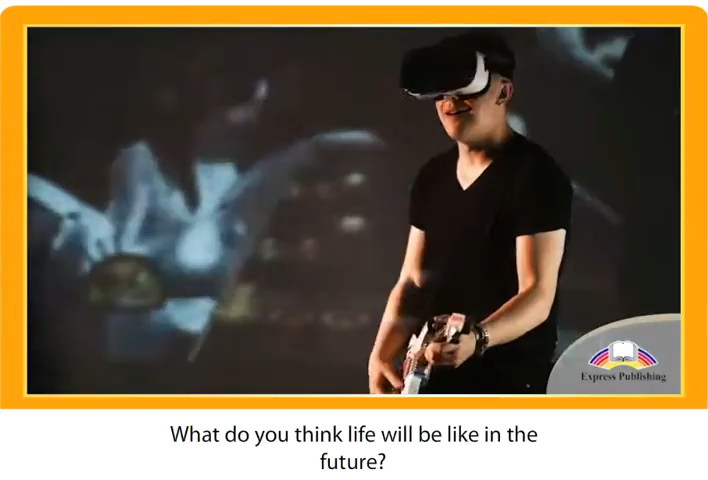 Express Publishing
What do you think life will be like in the
future?